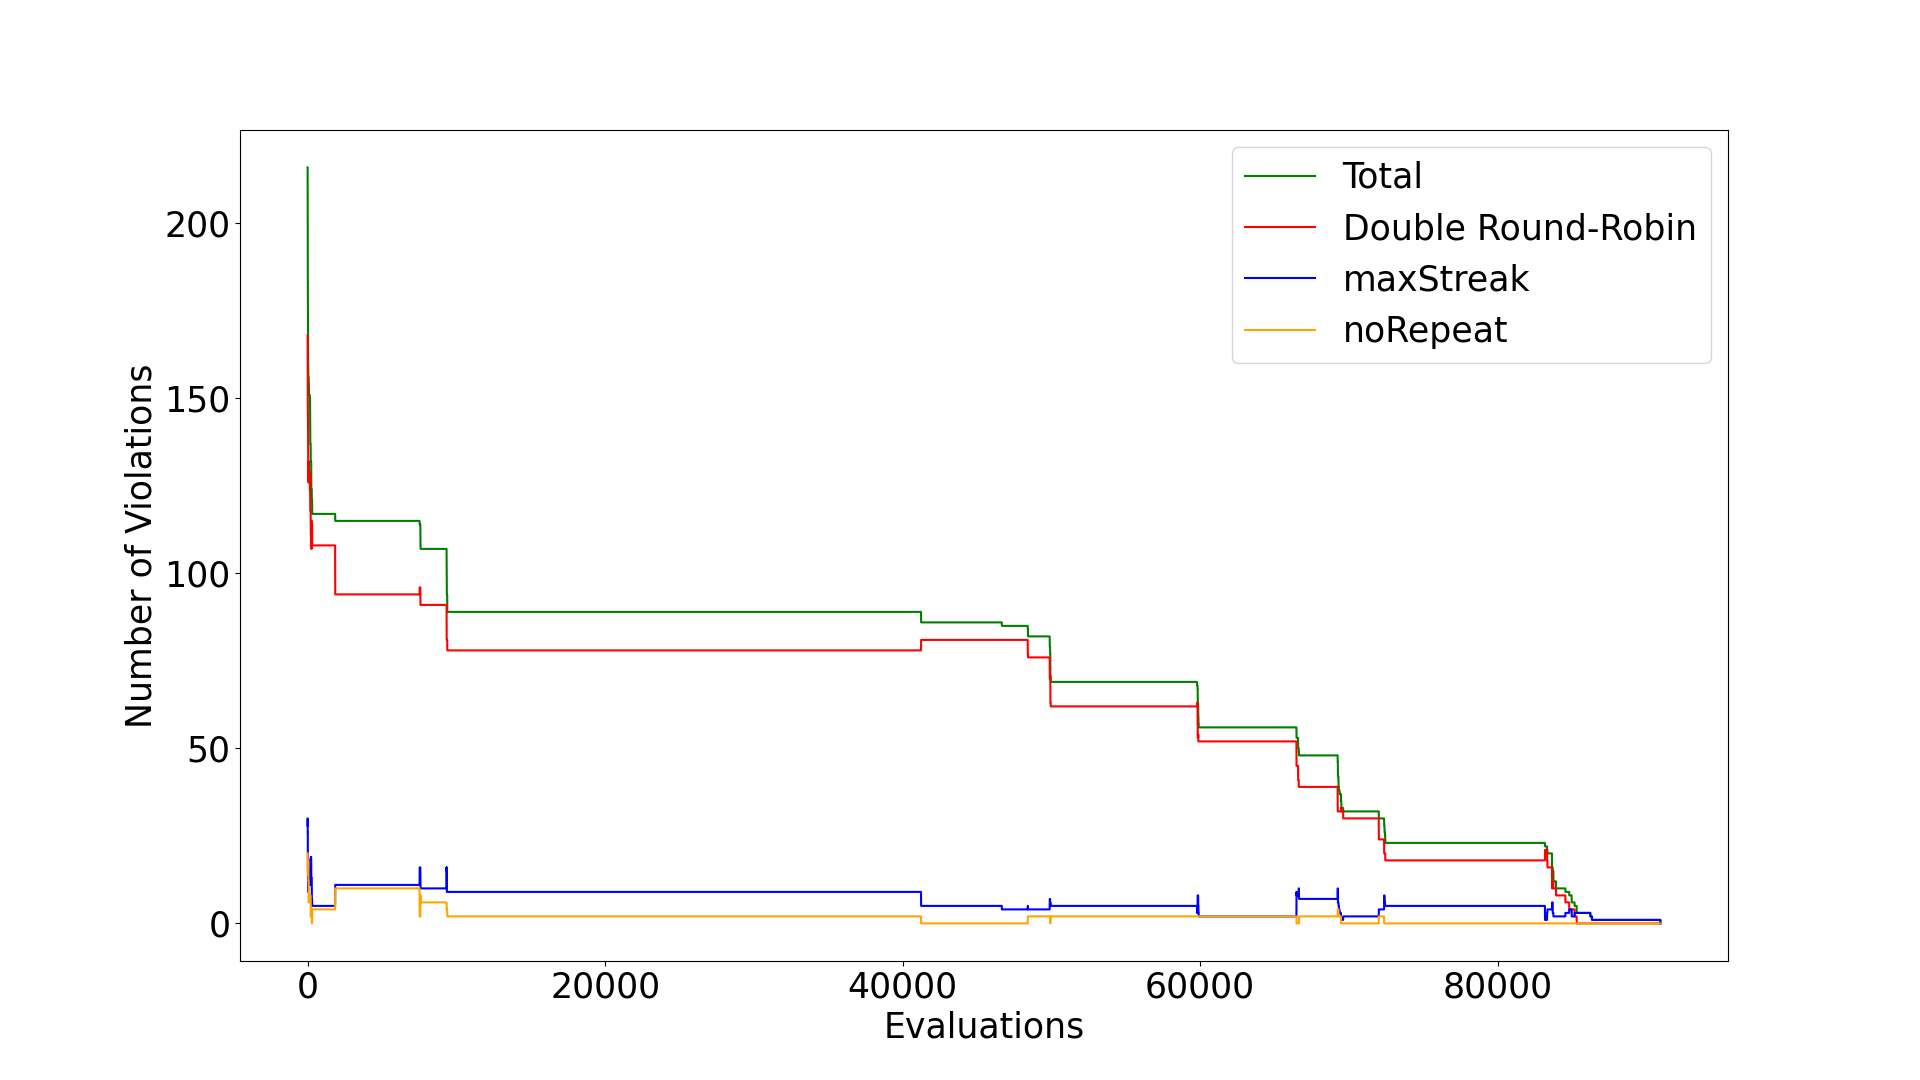 Total
Double Round-Robin
maxStreak
noRepeat
Number of Violations
200
150
100
50
0
0 20000 40000 60000 80000
Evaluations